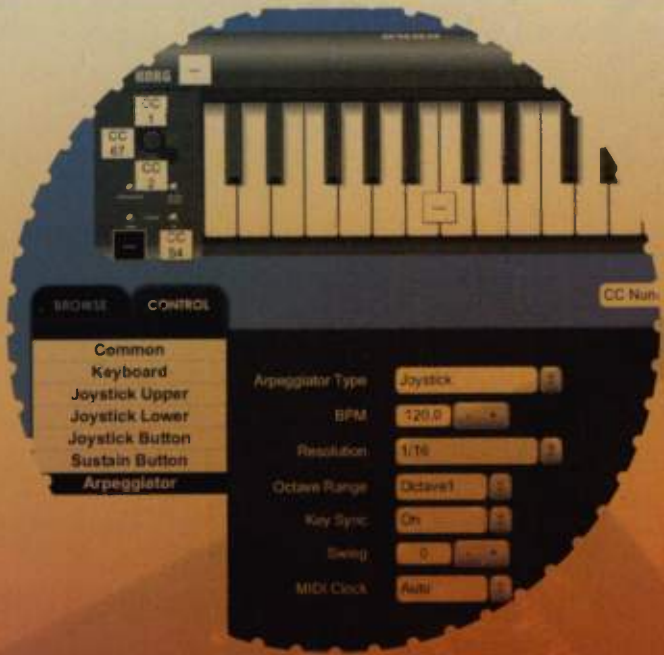 KORG
CC
1
CC
67
CC
2
CC
94
CC Num
BROWSE CONTROL
Common
Keyboard
Joystick Upper
Joystick Lower
Joystick Button
Sustain Button
Arpeggiator
Arpeggiator Type Joystick
BPM 120.0 - +
Resolution 1/16
Octave Range Octave1
Key Sync On
Swing 0 - +
MIDI Clock Auto